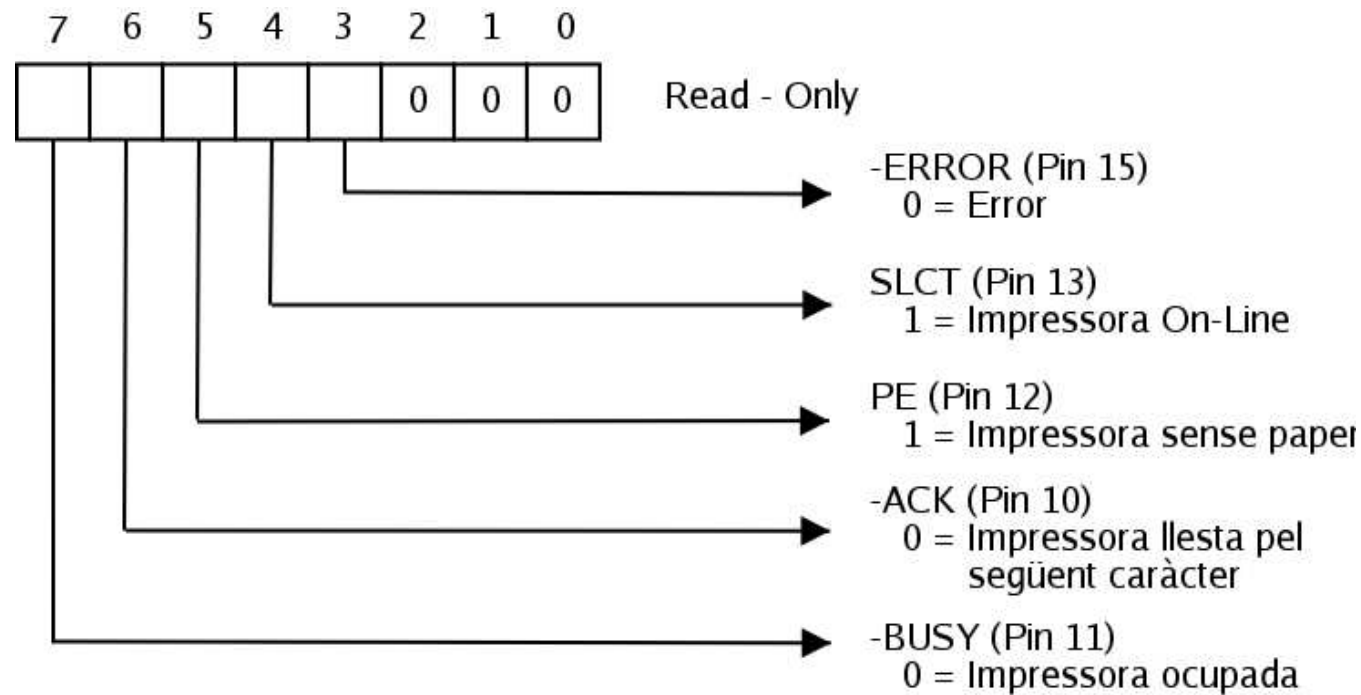 7 6 5 4 3 2 1 0
0 0 0 Read - Only
-ERROR (Pin 15)
0 = Error
SLCT (Pin 13)
1 = Impressora On-Line
PE (Pin 12)
1 = Impressora sense paper
-ACK (Pin 10)
0 = Impressora llesta pel
següent caràcter
-BUSY (Pin 11)
0 = Impressora ocupada